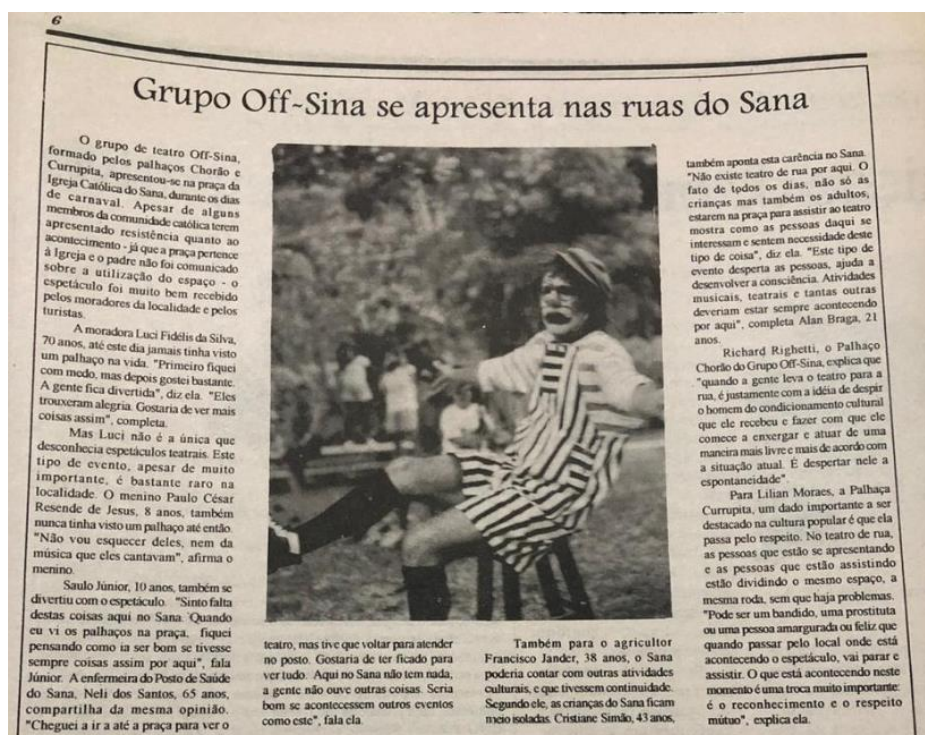 6
Grupo Off-Sina se apresenta nas ruas do Sana
O grupo de teatro Off-Sina,
formado pelos palhaços Chorão e
Currupita, apresentou-se na praça da
Igreja Católica do Sana, durante os dias
de carnaval. Apesar de alguns
membros da comunidade católica terem
apresentado resistência quanto ao
acontecimento - já que a praça pertence
à Igreja e o padre não foi comunicado
sobre a utilização do espaço - o
espetáculo foi muito bem recebido
pelos moradores da localidade e pelos
turistas.
A moradora Luci Fidélis da Silva,
70 anos, até este dia jamais tinha visto
um palhaço na vida. "Primeiro fiquei
com medo, mas depois gostei bastante.
A gente fica divertida", diz ela. "Eles
trouxeram alegria. Gostaria de ver mais
coisas assim", completa.
Mas Luci não é a única que
desconhecia espetáculos teatrais. Este
tipo de evento, apesar de muito
importante, é bastante raro na
localidade. O menino Paulo César
Resende de Jesus, 8 anos, também
nunca tinha visto um palhaço até então.
"Não vou esquecer deles, nem da
música que eles cantavam", afirma o
menino.
Saulo Júnior, 10 anos, também se
divertiu com o espetáculo. "Sinto falta
destas coisas aqui no Sana. Quando
eu vi os palhaços na praça, fiquei
pensando como ia ser bom se tivesse
sempre coisas assim por aqui", fala
Júnior. A enfermeira do Posto de Saúde
do Sana, Neli dos Santos, 65 anos,
compartilha da mesma opinião.
"Cheguei a ir a até a praça para ver o
teatro, mas tive que voltar para atender
no posto. Gostaria de ter ficado para
ver tudo. Aqui no Sana não tem nada,
a gente não ouve outras coisas. Seria
bom se acontecessem outros eventos
como este", fala ela.
Também para o agricultor
Francisco Jander, 38 anos, o Sana
poderia contar com outras atividades
culturais, e que tivessem continuidade.
Segundo ele, as crianças do Sana ficam
meio isoladas. Cristiane Simão, 43 anos,
também aponta esta carência no Sana.
"Não existe teatro de rua por aqui. O
fato de todos os dias, não só as
crianças mas também os adultos,
estarem na praça para assistir ao teatro
mostra como as pessoas daqui se
interessam e sentem necessidade deste
tipo de coisa", diz ela. "Este tipo de
evento desperta as pessoas, ajuda a
desenvolver a consciência. Atividades
musicais, teatrais e tantas outras
deveriam estar sempre acontecendo
por aqui", completa Alan Braga, 21
anos.
Richard Righetti, o Palhaço
Chorão do Grupo Off-Sina, explica que
"quando a gente leva o teatro para a
rua, é justamente com a idéia de despir
o homem do condicionamento cultural
que ele recebeu e fazer com que ele
comece a enxergar e atuar de uma
maneira mais livre e mais de acordo com
a situação atual. É despertar nele a
espontaneidade".
Para Lilian Moraes, a Palhaça
Currupita, um dado importante a ser
destacado na cultura popular é que ela
passa pelo respeito. No teatro de rua,
as pessoas que estão se apresentando
e as pessoas que estão assistindo
estão dividindo o mesmo espaço, a
mesma roda, sem que haja problemas.
"Pode ser um bandido, uma prostituta
ou uma pessoa amargurada ou feliz que
quando passar pelo local onde está
acontecendo o espetáculo, vai parar e
assistir. O que está acontecendo neste
momento é uma troca muito importante:
é o reconhecimento e o respeito
mútuo", explica ela.